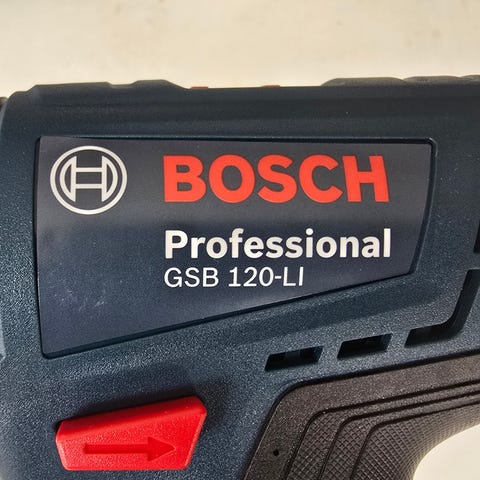 BOSCH
Professional
GSB 120-LI